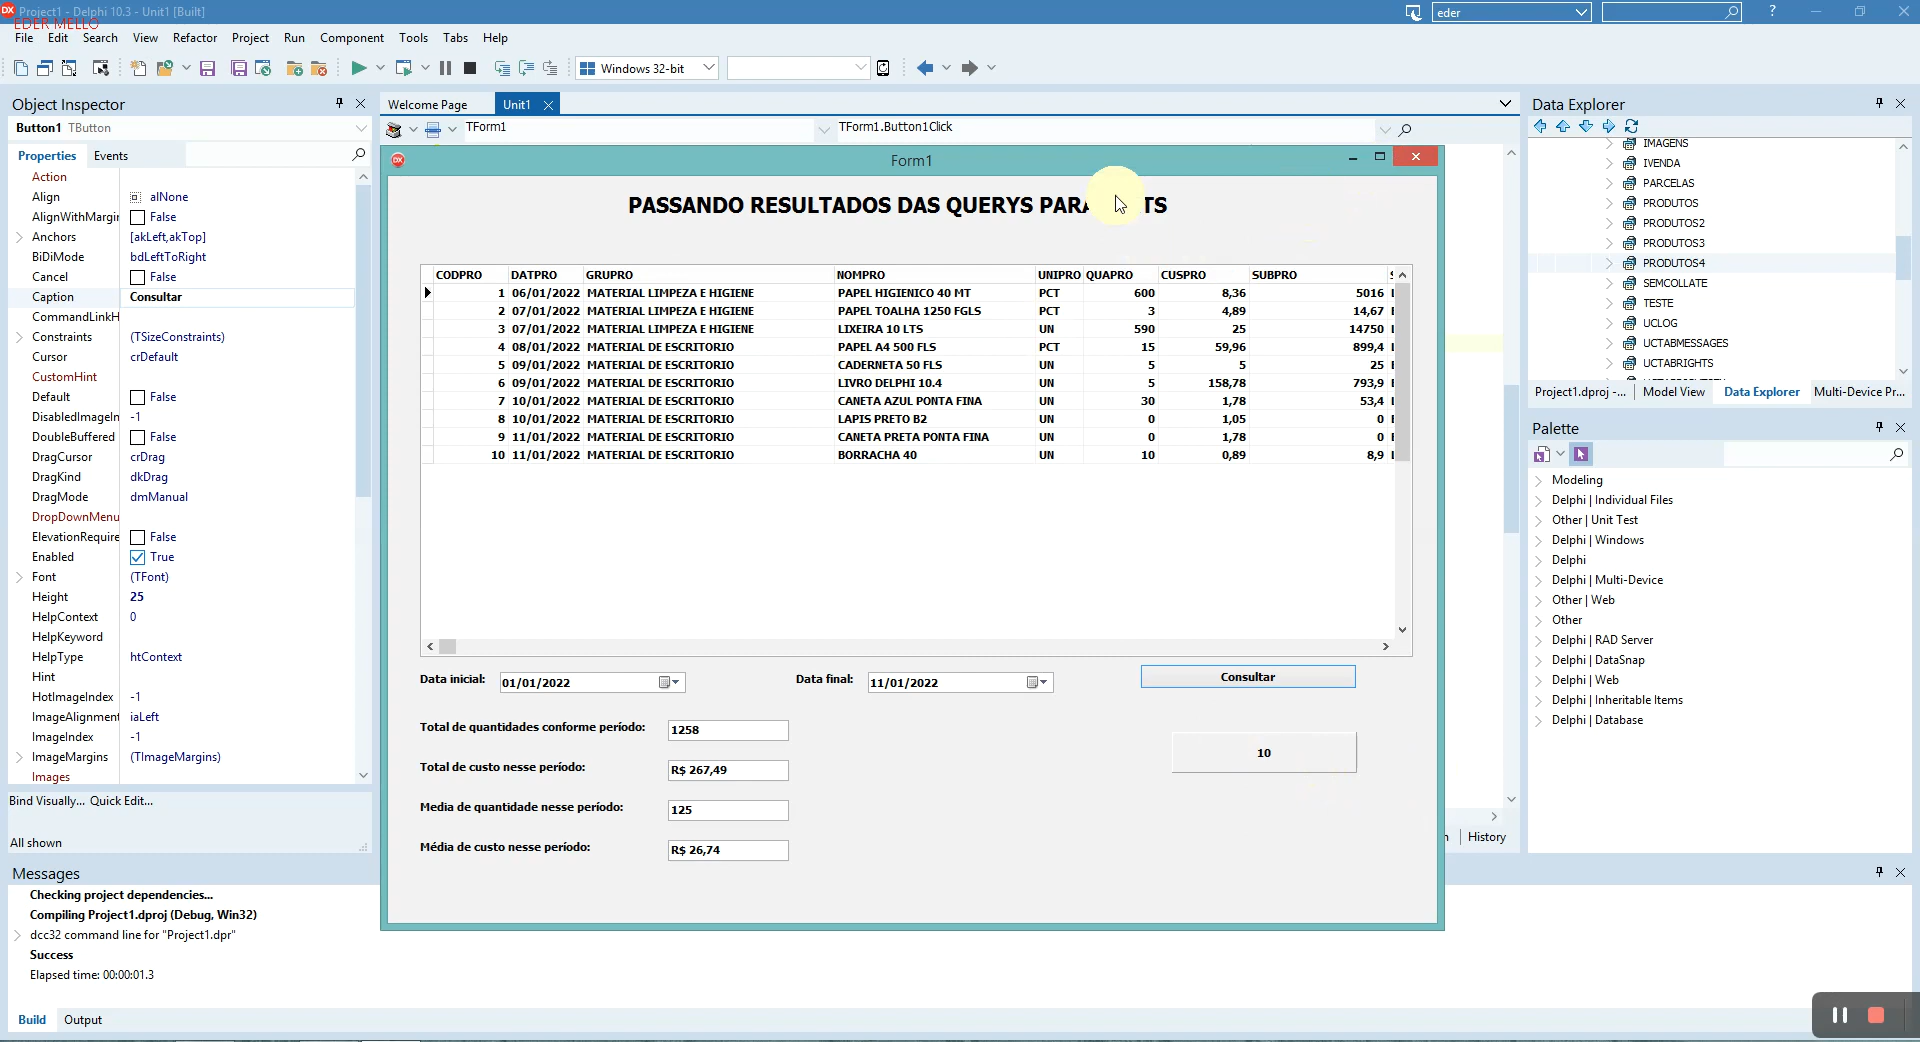 Project1 - Delphi 10.3 - Unit1 [Built]
eder
?
EDER MELLO
File Edit Search View Refactor Project Run Component Tools Tabs Help
Windows 32-bit
Object Inspector
Button1 TButton
Properties Events
Action
Align alNone
AlignWithMargin False
Anchors [akLeft,akTop]
BiDiMode bdLeftToRight
Cancel False
Caption Consultar
CommandLinkH
Constraints (TSizeConstraints)
Cursor crDefault
CustomHint
Default False
DisabledImageIn -1
DoubleBuffered False
DragCursor crDrag
DragKind dkDrag
DragMode dmManual
DropDownMenu
ElevationRequire False
Enabled True
Font (TFont)
Height 25
HelpContext 0
HelpKeyword
HelpType htContext
Hint
HotImageIndex -1
ImageAlignment iaLeft
ImageIndex -1
ImageMargins (TImageMargins)
Images
Bind Visually... Quick Edit...
All shown
Welcome Page Unit1
TForm1 TForm1.Button1Click
Form1
PASSANDO RESULTADOS DAS QUERYS PARA TS
CODPRO DATPRO GRUPRO NOMPRO UNIPRO QUAPRO CUSPRO SUBPRO
1 06/01/2022 MATERIAL LIMPEZA E HIGIENE PAPEL HIGIENICO 40 MT PCT 600 8,36 5016
2 07/01/2022 MATERIAL LIMPEZA E HIGIENE PAPEL TOALHA 1250 FGLS PCT 3 4,89 14,67
3 07/01/2022 MATERIAL LIMPEZA E HIGIENE LIXEIRA 10 LTS UN 590 25 14750
4 08/01/2022 MATERIAL DE ESCRITORIO PAPEL A4 500 FLS PCT 15 59,96 899,4
5 09/01/2022 MATERIAL DE ESCRITORIO CADERNETA 50 FLS UN 5 5 25
6 09/01/2022 MATERIAL DE ESCRITORIO LIVRO DELPHI 10.4 UN 5 158,78 793,9
7 10/01/2022 MATERIAL DE ESCRITORIO CANETA AZUL PONTA FINA UN 30 1,78 53,4
8 10/01/2022 MATERIAL DE ESCRITORIO LAPIS PRETO B2 UN 0 1,05 0
9 11/01/2022 MATERIAL DE ESCRITORIO CANETA PRETA PONTA FINA UN 0 1,78 0
10 11/01/2022 MATERIAL DE ESCRITORIO BORRACHA 40 UN 10 0,89 8,9
Data inicial: 01/01/2022 Data final: 11/01/2022 Consultar
Total de quantidades conforme período: 1258
10
Total de custo nesse período: R$ 267,49
Media de quantidade nesse período: 125
Média de custo nesse período: R$ 26,74
History
Data Explorer
IMAGENS
IVENDA
PARCELAS
PRODUTOS
PRODUTOS2
PRODUTOS3
PRODUTOS4
SEMCOLLATE
TESTE
UCLOG
UCTABMESSAGES
UCTABRIGHTS
Project1.dproj -... Model View Data Explorer Multi-Device Pr...
Palette
Modeling
Delphi | Individual Files
Other | Unit Test
Delphi | Windows
Delphi
Delphi | Multi-Device
Other | Web
Other
Delphi | RAD Server
Delphi | DataSnap
Delphi | Web
Delphi | Inheritable Items
Delphi | Database
Messages
Checking project dependencies...
Compiling Project1.dproj (Debug, Win32)
dcc32 command line for "Project1.dpr"
Success
Elapsed time: 00:00:01.3
Build Output